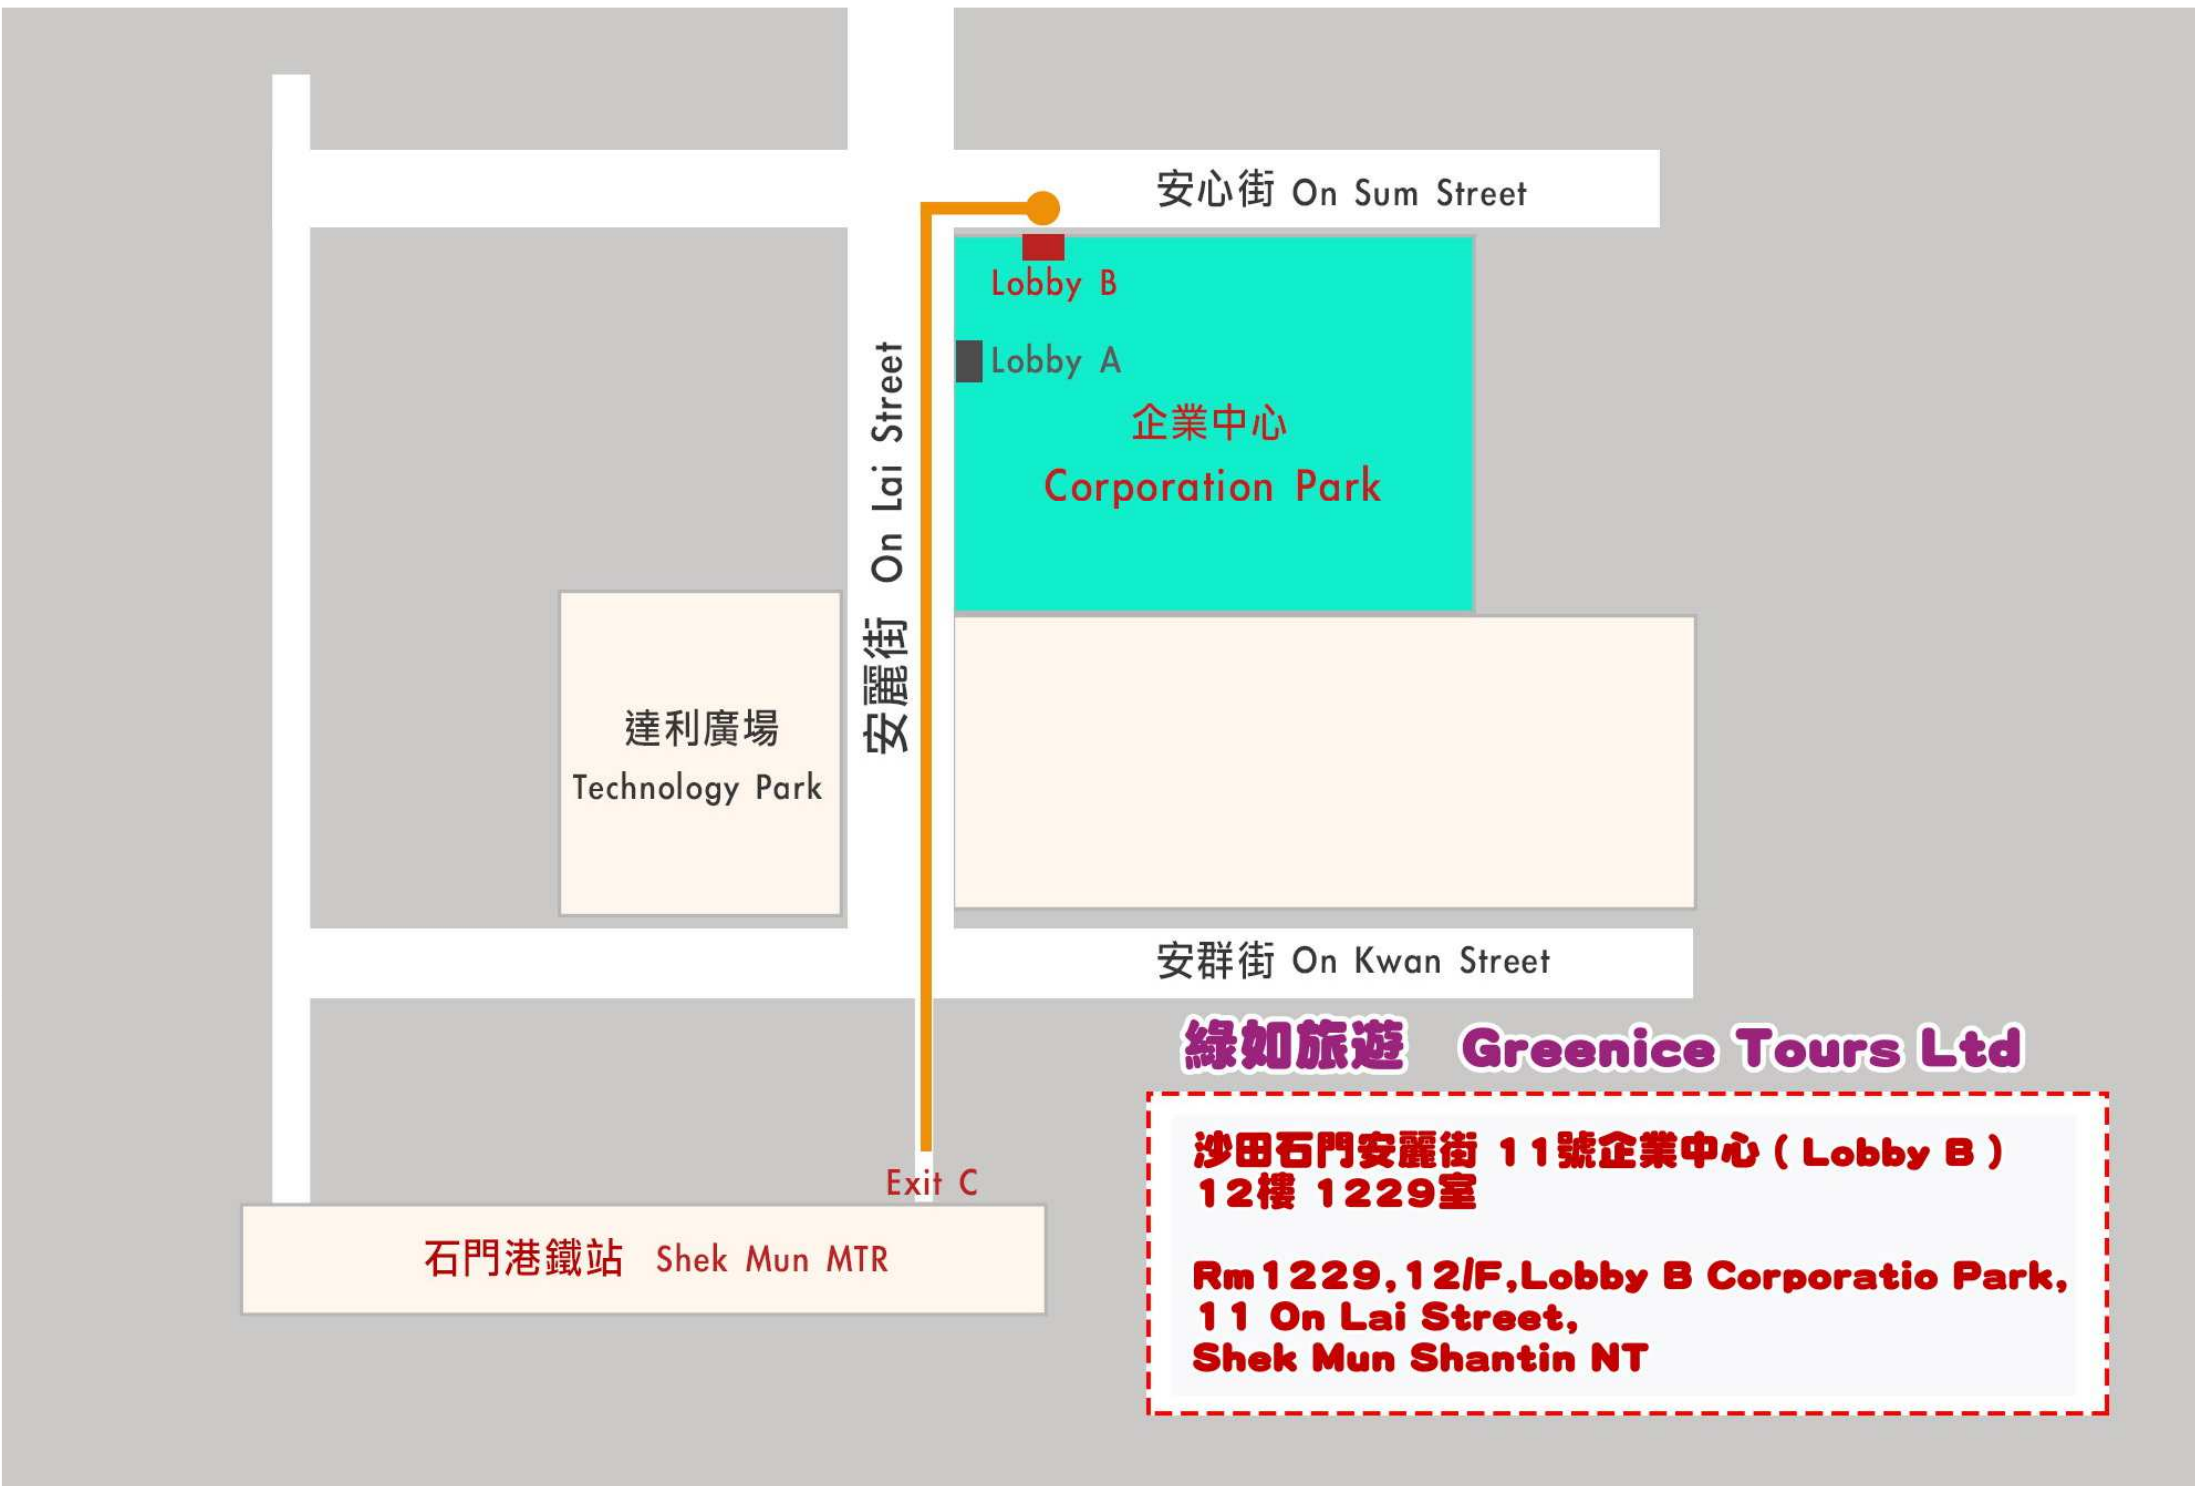 安心街 On Sum Street
Lobby B
Lobby A
企業中心
Corporation Park
安麗街 On Lai Street
達利廣場
Technology Park
安群街 On Kwan Street
綠如旅遊 Greenice Tours Ltd
沙田石門安麗街 11號企業中心 ( Lobby B )
12樓 1229室
Rm1229,12/F,Lobby B Corporatio Park,
11 On Lai Street,
Shek Mun Shantin NT
Exit C
石門港鐵站 Shek Mun MTR